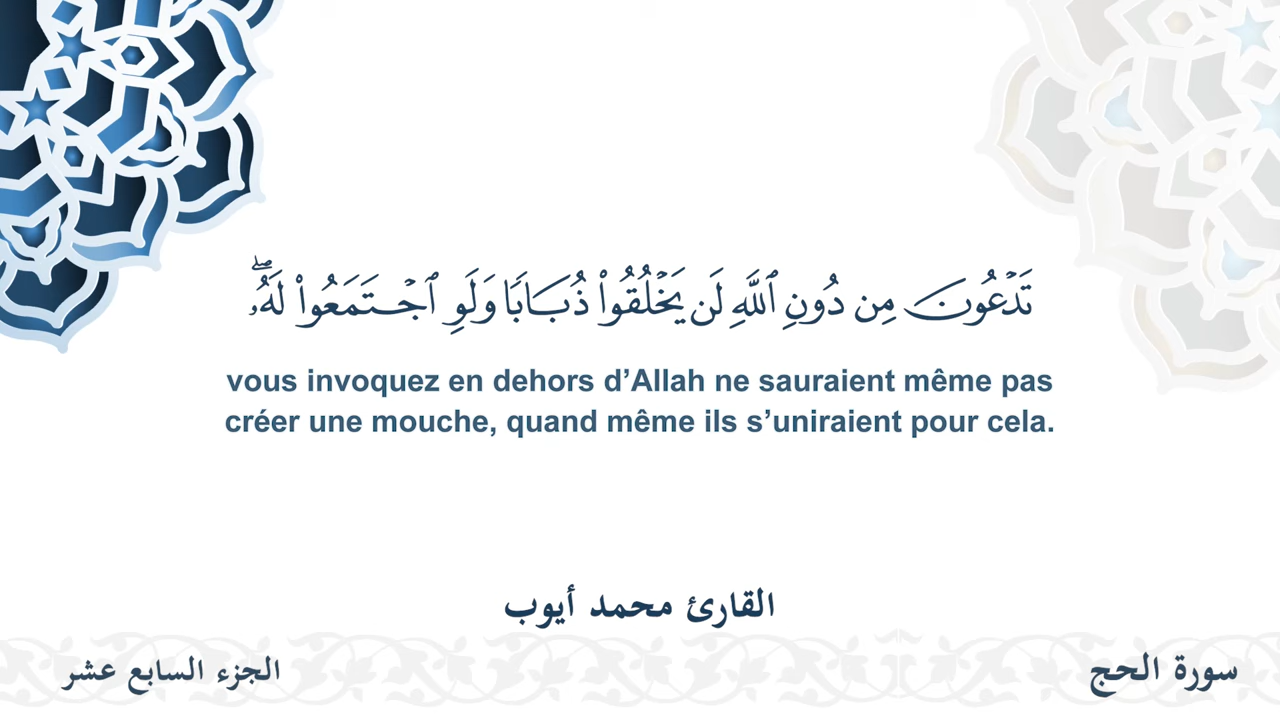 تَدۡعُونَ مِن دُونِ ٱللَّهِ لَن يَخۡلُقُواْ ذُبَابٗا وَلَوِ ٱجۡتَمَعُواْ لَهُۥۖ
vous invoquez en dehors d’Allah ne sauraient même pas
créer une mouche, quand même ils s’uniraient pour cela.
القارئ محمد أيوب
سورة الحج
الجزء السابع عشر